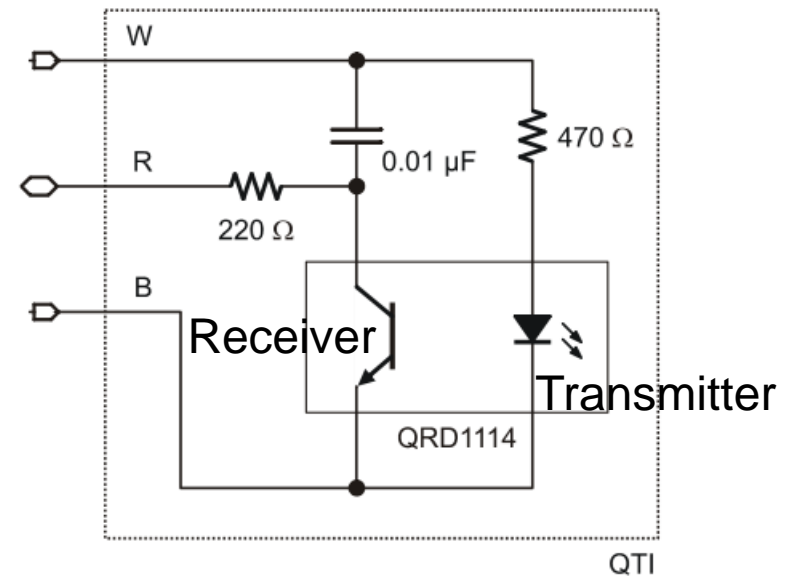 W
470 Ω
0.01 µF
R
220 Ω
B
Receiver
Transmitter
QRD1114
QTI